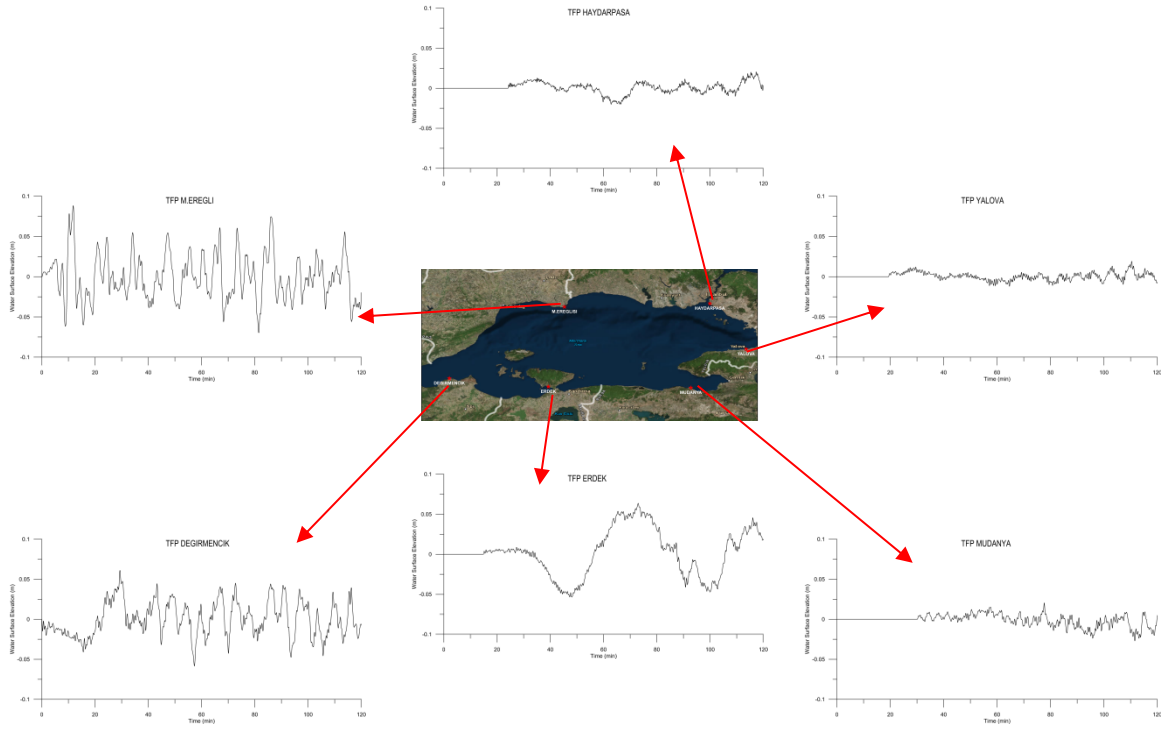 TFP HAYDARPASA
Water Surface Elevation (m)
0.1
0.05
0
-0.05
-0.1
0 20 40 60 80 100 120
Time (min)
TFP M.EREGLI
Water Surface Elevation (m)
0.1
0.05
0
-0.05
-0.1
0 20 40 60 80 100 120
Time (min)
TFP YALOVA
Water Surface Elevation (m)
0.1
0.05
0
-0.05
-0.1
0 20 40 60 80 100 120
Time (min)
M.EREGLISI
HAYDARPASA
YALOVA
DEGIRMENCIK
ERDEK
MUDANYA
TFP DEGIRMENCIK
Water Surface Elevation (m)
0.1
0.05
0
-0.05
-0.1
0 20 40 60 80 100 120
Time (min)
TFP ERDEK
Water Surface Elevation (m)
0.1
0.05
0
-0.05
-0.1
0 20 40 60 80 100 120
Time (min)
TFP MUDANYA
Water Surface Elevation (m)
0.1
0.05
0
-0.05
-0.1
0 20 40 60 80 100 120
Time (min)